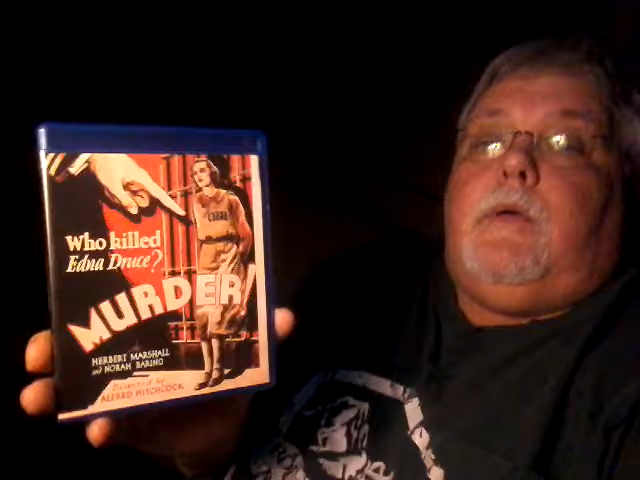 Who killed
Edna Druce?
MURDER!
HERBERT MARSHALL
and NORAH BARING
Directed by
ALFRED HITCHCOCK